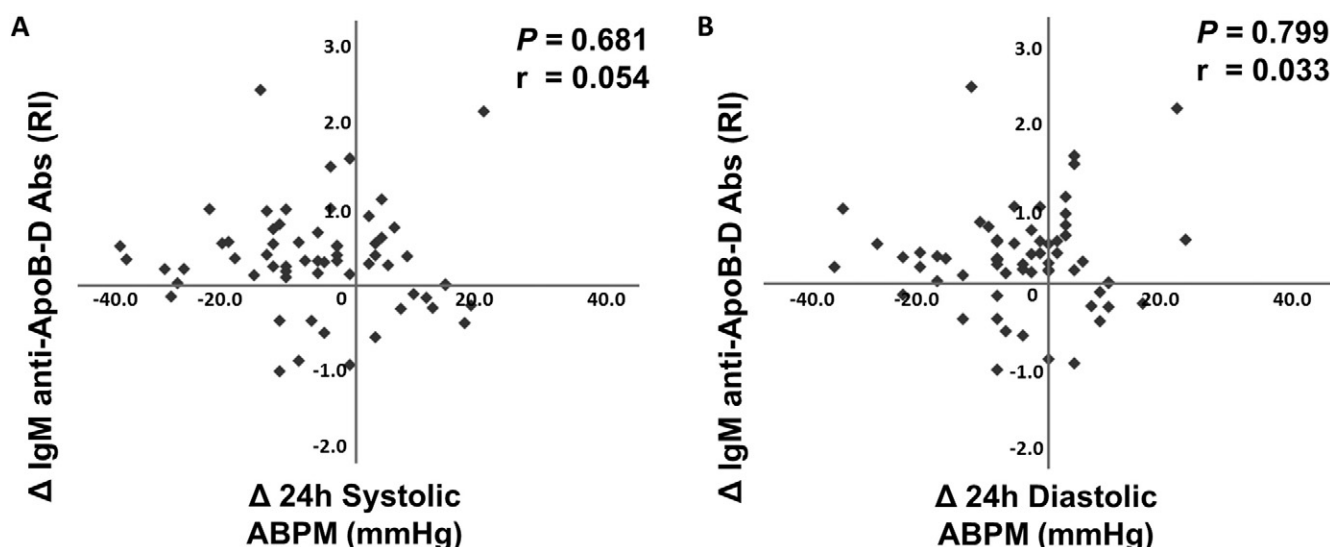 A
P = 0.681
r = 0.054
Δ IgM anti-ApoB-D Abs (RI)
3.0
2.0
1.0
-40.0 -20.0 0 20.0 40.0
-1.0
-2.0
Δ 24h Systolic
ABPM (mmHg)
B
P = 0.799
r = 0.033
Δ IgM anti-ApoB-D Abs (RI)
3.0
2.0
1.0
-40.0 -20.0 0 20.0 40.0
-1.0
-2.0
Δ 24h Diastolic
ABPM (mmHg)